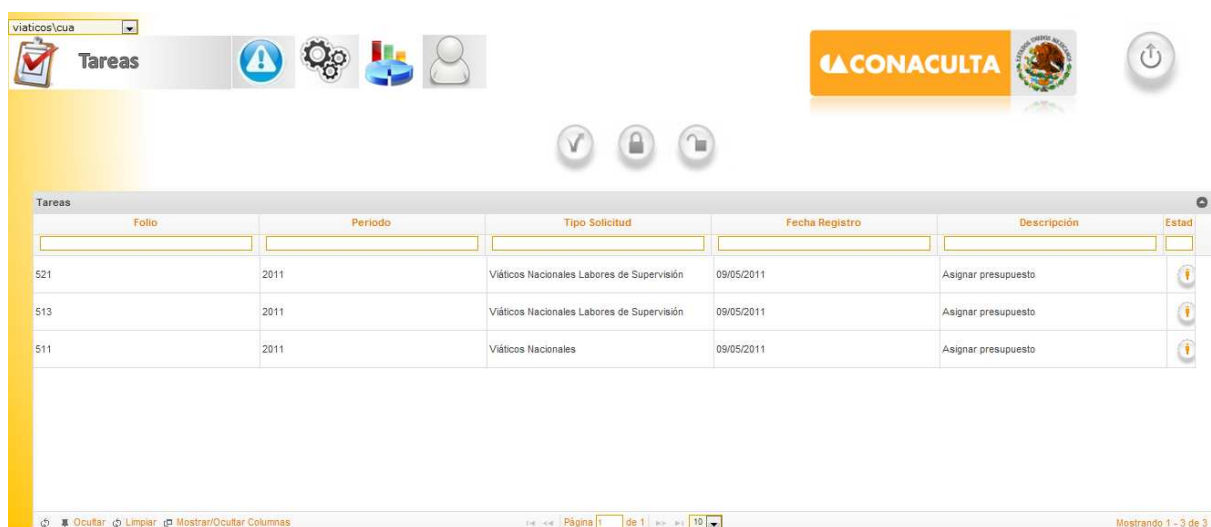 viaticos\cua
Tareas
CONACULTA
ESTADOS UNIDOS MEXICANOS
Tareas
Folio Periodo Tipo Solicitud Fecha Registro Descripción Estad
521 2011 Viáticos Nacionales Labores de Supervisión 09/05/2011 Asignar presupuesto
513 2011 Viáticos Nacionales Labores de Supervisión 09/05/2011 Asignar presupuesto
511 2011 Viáticos Nacionales 09/05/2011 Asignar presupuesto
Ocultar Limpiar Mostrar/Ocultar Columnas Página 1 de 1 10 Mostrando 1 - 3 de 3